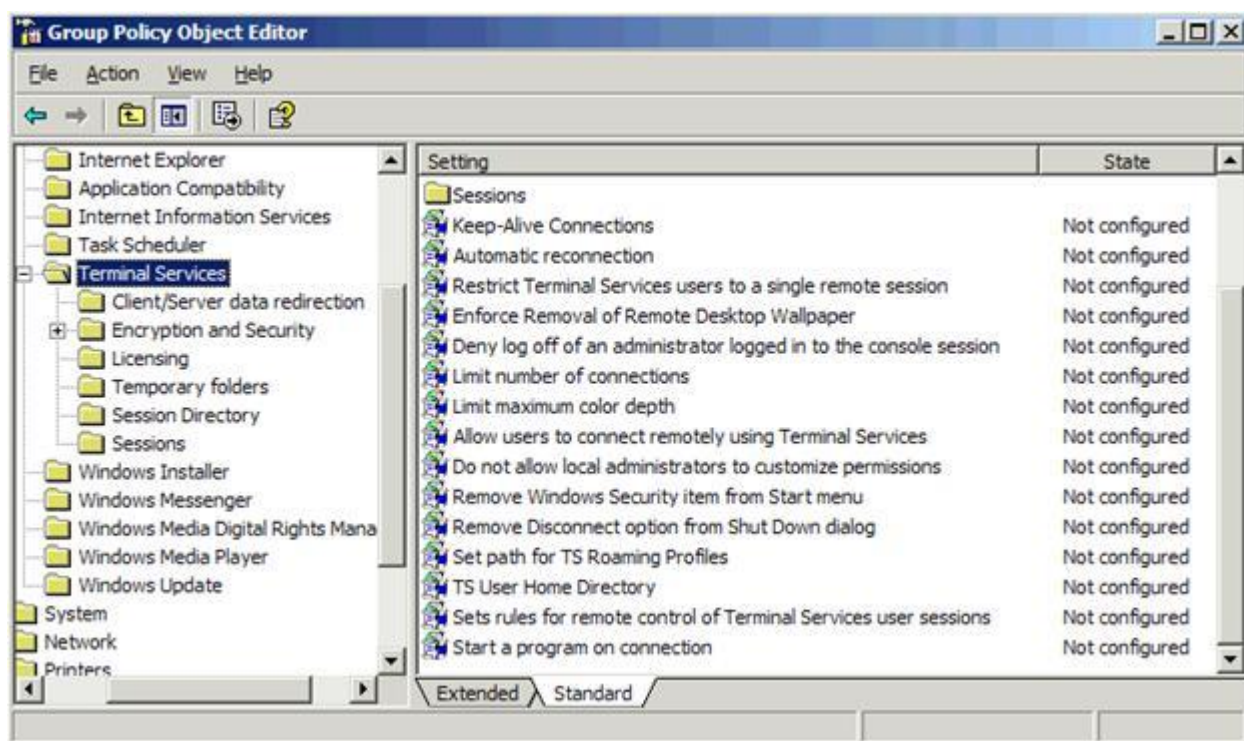 Group Policy Object Editor
File Action View Help
Internet Explorer
Application Compatibility
Internet Information Services
Task Scheduler
Terminal Services
Client/Server data redirection
Encryption and Security
Licensing
Temporary folders
Session Directory
Sessions
Windows Installer
Windows Messenger
Windows Media Digital Rights Mana
Windows Media Player
Windows Update
System
Network
Printers
Setting State
Sessions
Keep-Alive Connections Not configured
Automatic reconnection Not configured
Restrict Terminal Services users to a single remote session Not configured
Enforce Removal of Remote Desktop Wallpaper Not configured
Deny log off of an administrator logged in to the console session Not configured
Limit number of connections Not configured
Limit maximum color depth Not configured
Allow users to connect remotely using Terminal Services Not configured
Do not allow local administrators to customize permissions Not configured
Remove Windows Security item from Start menu Not configured
Remove Disconnect option from Shut Down dialog Not configured
Set path for TS Roaming Profiles Not configured
TS User Home Directory Not configured
Sets rules for remote control of Terminal Services user sessions Not configured
Start a program on connection Not configured
Extended Standard